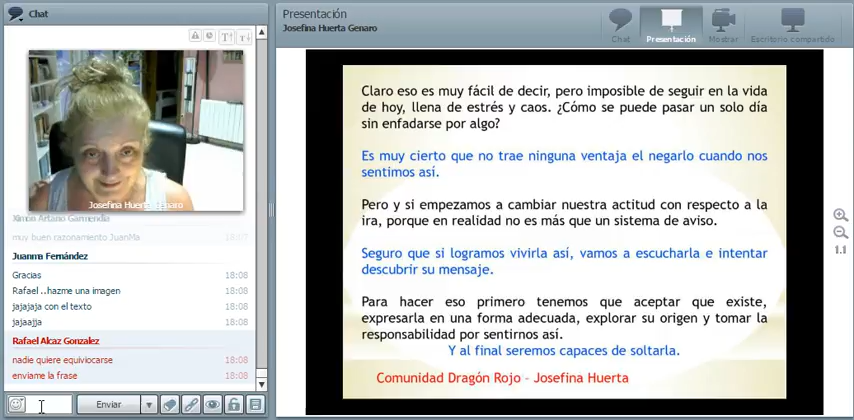 Chat
Josefina Huerta Genaro
Ximon Artano Garmendia
muy buen razonamiento JuanMa 18:07
Juanma Fernández
Gracias 18:08
Rafael ..hazme una imagen 18:08
jajajaja con el texto 18:08
jajaajja 18:08
Rafael Alcaz Gonzalez
nadie quiere equiviocarse 18:08
enviame la frase 18:08
Enviar
Presentación
Josefina Huerta Genaro
Chat
Presentación
Mostrar
Escritorio compartido
Claro eso es muy fácil de decir, pero imposible de seguir en la vida
de hoy, llena de estrés y caos. ¿Cómo se puede pasar un solo día
sin enfadarse por algo?
Es muy cierto que no trae ninguna ventaja el negarlo cuando nos
sentimos así.
Pero y si empezamos a cambiar nuestra actitud con respecto a la
ira, porque en realidad no es más que un sistema de aviso.
Seguro que si logramos vivirla así, vamos a escucharla e intentar
descubrir su mensaje.
Para hacer eso primero tenemos que aceptar que existe,
expresarla en una forma adecuada, explorar su origen y tomar la
responsabilidad por sentirnos así.
Y al final seremos capaces de soltarla.
Comunidad Dragón Rojo - Josefina Huerta
1.1